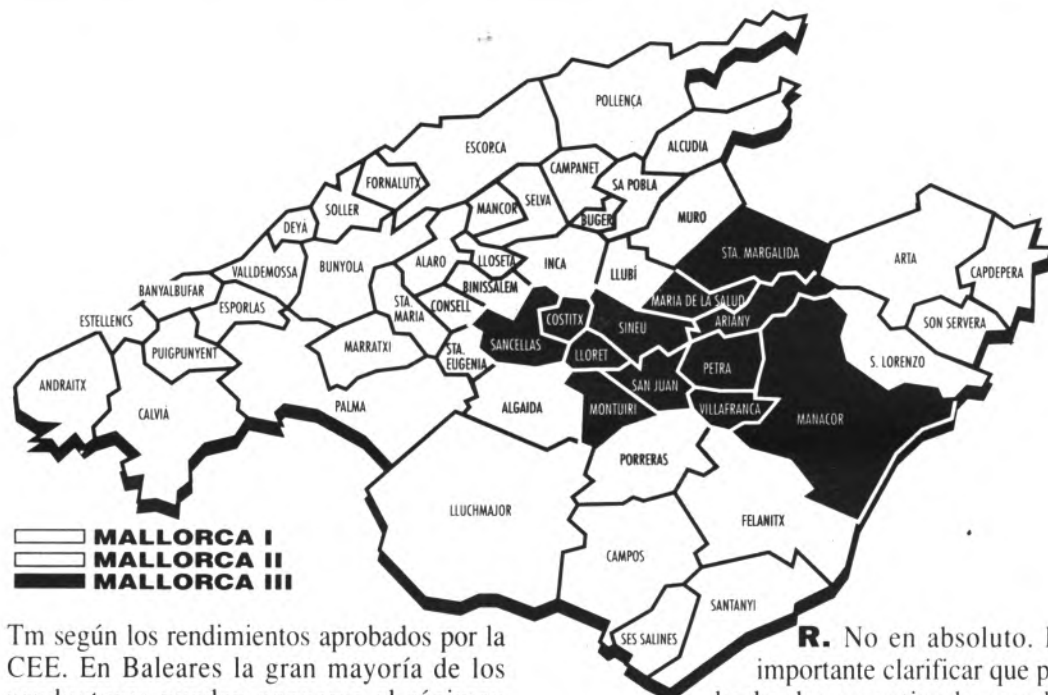 POLLENÇA
ESCORCA
ALCUDIA
CAMPANET
SA POBLA
FORNALUTX
SELVA
MANCOR
SOLLER
BUGER
MURO
DEYÁ
STA. MARGALIDA
ARTA
LLOSETA
INCA
LLUBÍ
ALARO
BUNYOLA
VALLDEMOSSA
CAPDEPERA
BINISSALEM
BANYALBUFAR
MARIA DE LA SALUD
ESPORLAS
STA.
MARIA
CONSELL
COSTITX
SINEU
ARIANY
SON SERVERA
ESTELLENCS
SANCELLAS
MARRATXI
STA.
EUGENIA
PUIGPUNYENT
LLORET
PETRA
S. LORENZO
ANDRAITX
SAN JUAN
PALMA
ALGAIDA
MONTUIRI
VILLAFRANCA
MANACOR
CALVIÁ
PORRERAS
LLUCHMAJOR
FELANITX
CAMPOS
SANTANYI
SES SALINES
MALLORCA I
MALLORCA II
MALLORCA III
Tm según los rendimientos aprobados por la
CEE. En Baleares la gran mayoría de los
R. No en absoluto.
importante clarificar que